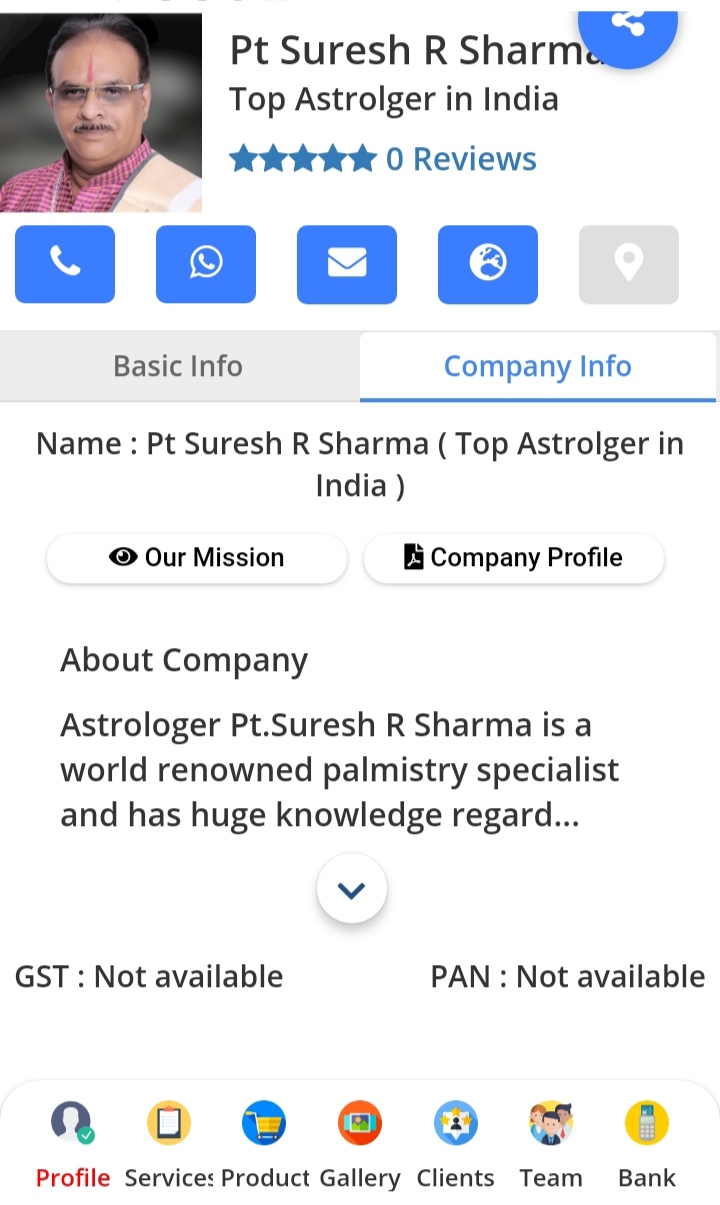 Pt Suresh R Sharma
Top Astrolger in India
0 Reviews
Basic Info
Company Info
Name : Pt Suresh R Sharma ( Top Astrolger in
India )
Our Mission
Company Profile
About Company
Astrologer Pt.Suresh R Sharma is a
world renowned palmistry specialist
and has huge knowledge regard...
GST : Not available
PAN : Not available
Profile
Services
Product
Gallery
Clients
Team
Bank